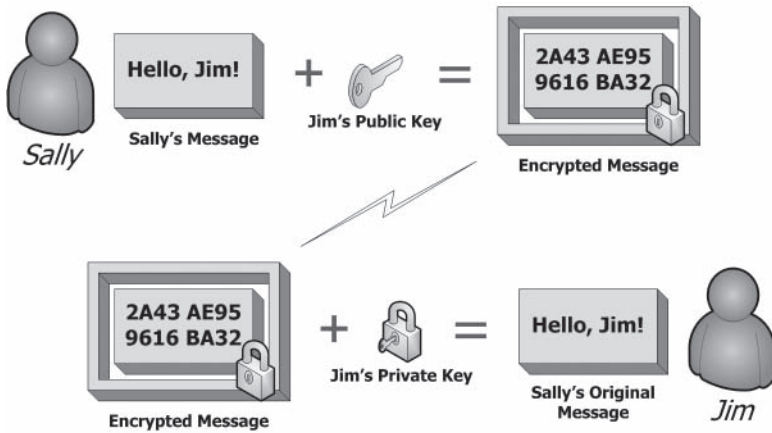 Hello, Jim!
Sally
Sally's Message
+
Jim's Public Key
=
2A43 AE95
9616 BA32
Encrypted Message
2A43 AE95
9616 BA32
Encrypted Message
+
Jim's Private Key
=
Hello, Jim!
Sally's Original
Message
Jim